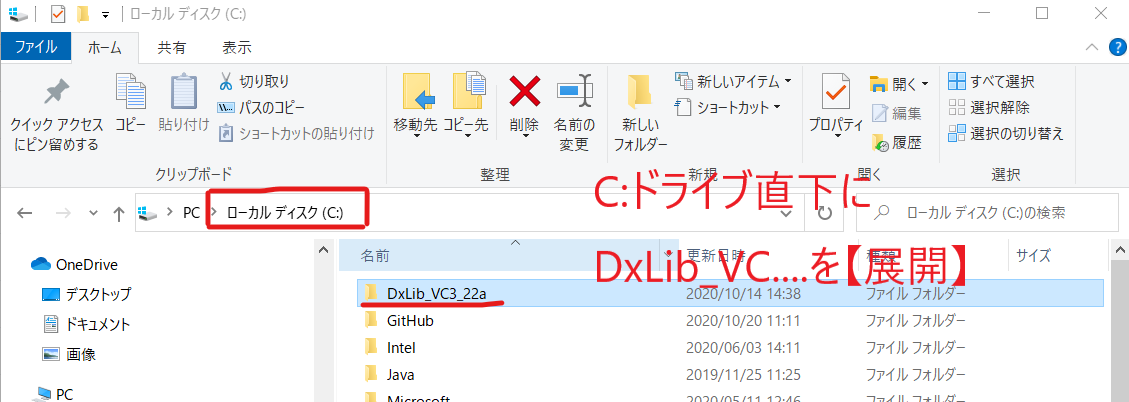 ローカル ディスク (C:)
ファイル ホーム 共有 表示
クイック アクセス
にピン留めする
コピー
貼り付け
切り取り
パスのコピー
ショートカットの貼り付け
クリップボード
移動先
コピー先
削除
名前の
変更
整理
新しい
フォルダー
新しいアイテム
ショートカット
新規
プロパティ
開く
編集
履歴
開く
すべて選択
選択解除
選択の切り替え
選択
C:ドライブ直下に
DxLib_VC....を【展開】
PC ローカル ディスク (C:)
ローカル ディスク (C:)の検索
OneDrive
デスクトップ
ドキュメント
画像
PC
名前 更新日時 種類 サイズ
DxLib_VC3_22a 2020/10/14 14:38 ファイル フォルダー
GitHub 2020/10/20 11:11 ファイル フォルダー
Intel 2020/06/03 14:11 ファイル フォルダー
Java 2019/11/25 11:25 ファイル フォルダー
Microsoft 2020/05/11 12:46 ファイル フォルダー